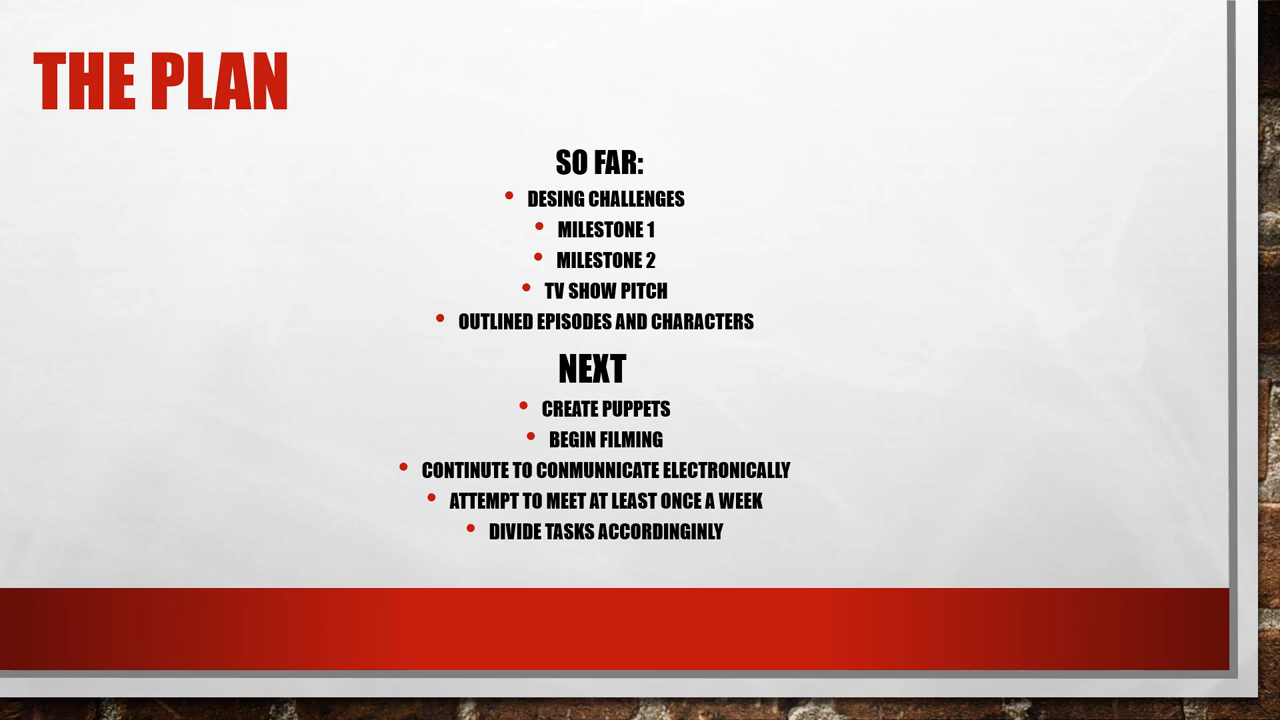 THE PLAN
SO FAR:
• DESING CHALLENGES
• MILESTONE 1
• MILESTONE 2
• TV SHOW PITCH
• OUTLINED EPISODES AND CHARACTERS
NEXT
• CREATE PUPPETS
• BEGIN FILMING
• CONTINUTE TO CONMUNNICATE ELECTRONICALLY
• ATTEMPT TO MEET AT LEAST ONCE A WEEK
• DIVIDE TASKS ACCORDINGINLY